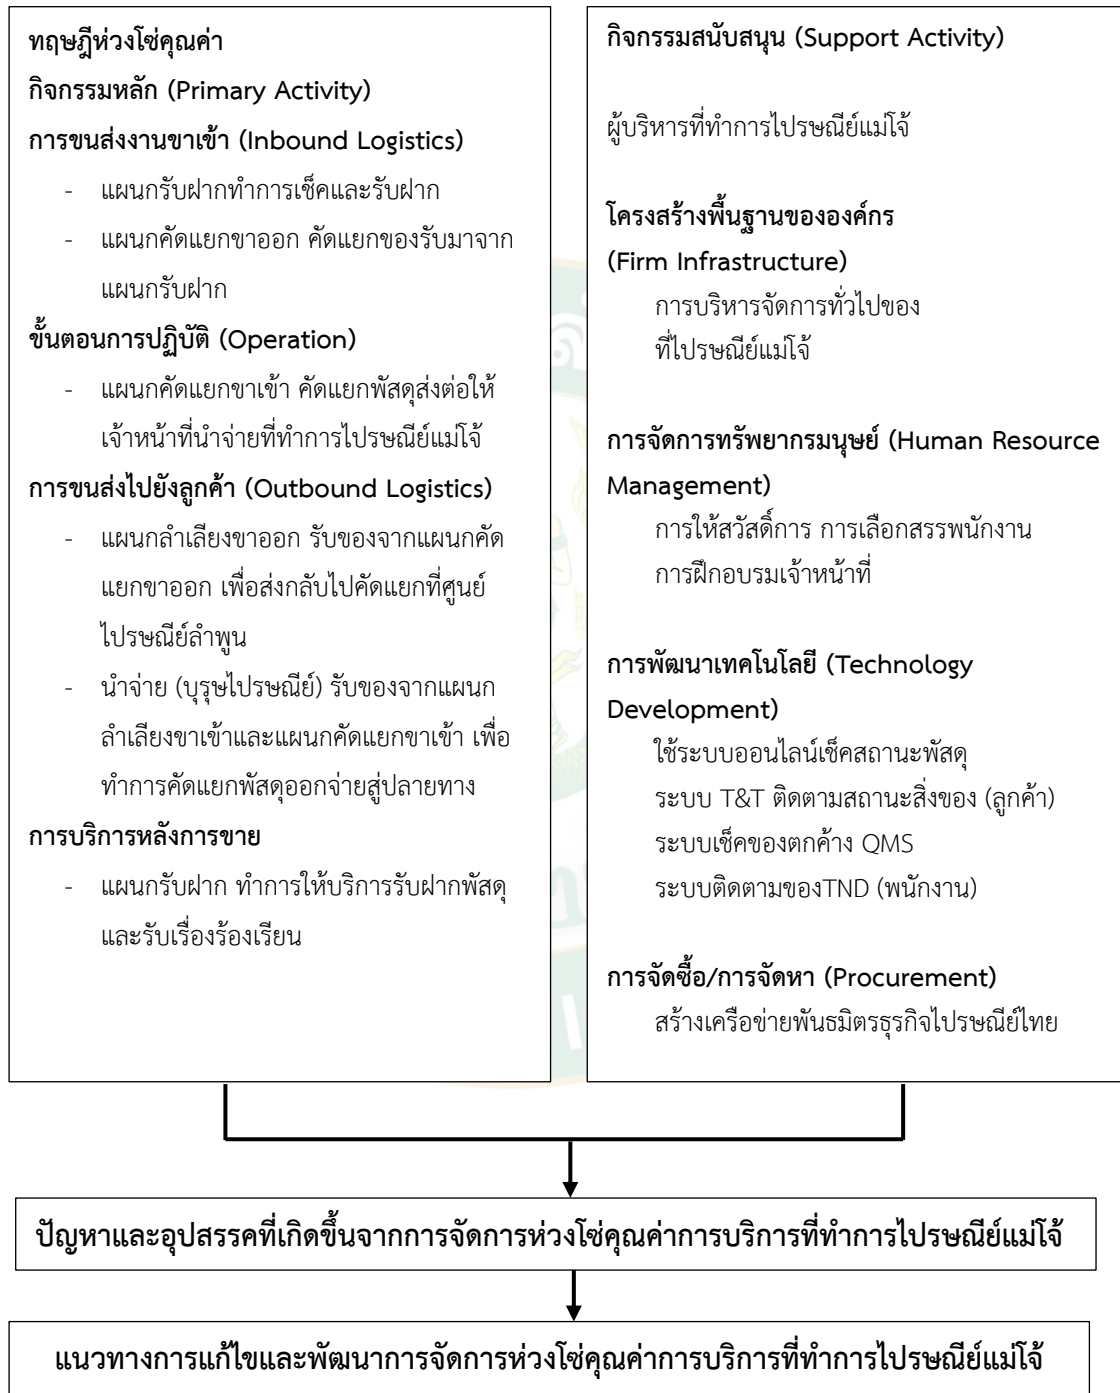 ทฤษฎีห่วงโซ่คุณค่า
กิจกรรมหลัก (Primary Activity)
การขนส่งงานขาเข้า (Inbound Logistics)
- แผนกรับฝากทำการเช็คและรับฝาก
- แผนกคัดแยกขาออก คัดแยกของรับมาจาก
แผนกรับฝาก
ขั้นตอนการปฏิบัติ (Operation)
- แผนกคัดแยกขาเข้า คัดแยกพัสดุส่งต่อให้
เจ้าหน้าที่นำจ่ายที่ทำการไปรษณีย์แม่โจ้
การขนส่งไปยังลูกค้า (Outbound Logistics)
- แผนกลำเลียงขาออก รับของจากแผนกคัด
แยกขาออก เพื่อส่งกลับไปคัดแยกที่ศูนย์
ไปรษณีย์ลำพูน
- นำจ่าย (บุรุษไปรษณีย์) รับของจากแผนก
ลำเลียงขาเข้าและแผนกคัดแยกขาเข้า เพื่อ
ทำการคัดแยกพัสดุออกจ่ายสู่ปลายทาง
การบริการหลังการขาย
- แผนกรับฝาก ทำการให้บริการรับฝากพัสดุ
และรับเรื่องร้องเรียน
กิจกรรมสนับสนุน (Support Activity)
ผู้บริหารที่ทำการไปรษณีย์แม่โจ้
โครงสร้างพื้นฐานขององค์กร
(Firm Infrastructure)
การบริหารจัดการทั่วไปของ
ที่ไปรษณีย์แม่โจ้
การจัดการทรัพยากรมนุษย์ (Human Resource
Management)
การให้สวัสดิ์การ การเลือกสรรพนักงาน
การฝึกอบรมเจ้าหน้าที่
การพัฒนาเทคโนโลยี (Technology
Development)
ใช้ระบบออนไลน์เช็คสถานะพัสดุ
ระบบ T&T ติดตามสถานะสิ่งของ (ลูกค้า)
ระบบเช็คของตกค้าง QMS
ระบบติดตามของTND (พนักงาน)
การจัดซื้อ/การจัดหา (Procurement)
สร้างเครือข่ายพันธมิตรธุรกิจไปรษณีย์ไทย
ปัญหาและอุปสรรคที่เกิดขึ้นจากการจัดการห่วงโซ่คุณค่าการบริการที่ทำการไปรษณีย์แม่โจ้
แนวทางการแก้ไขและพัฒนาการจัดการห่วงโซ่คุณค่าการบริการที่ทำการไปรษณีย์แม่โจ้